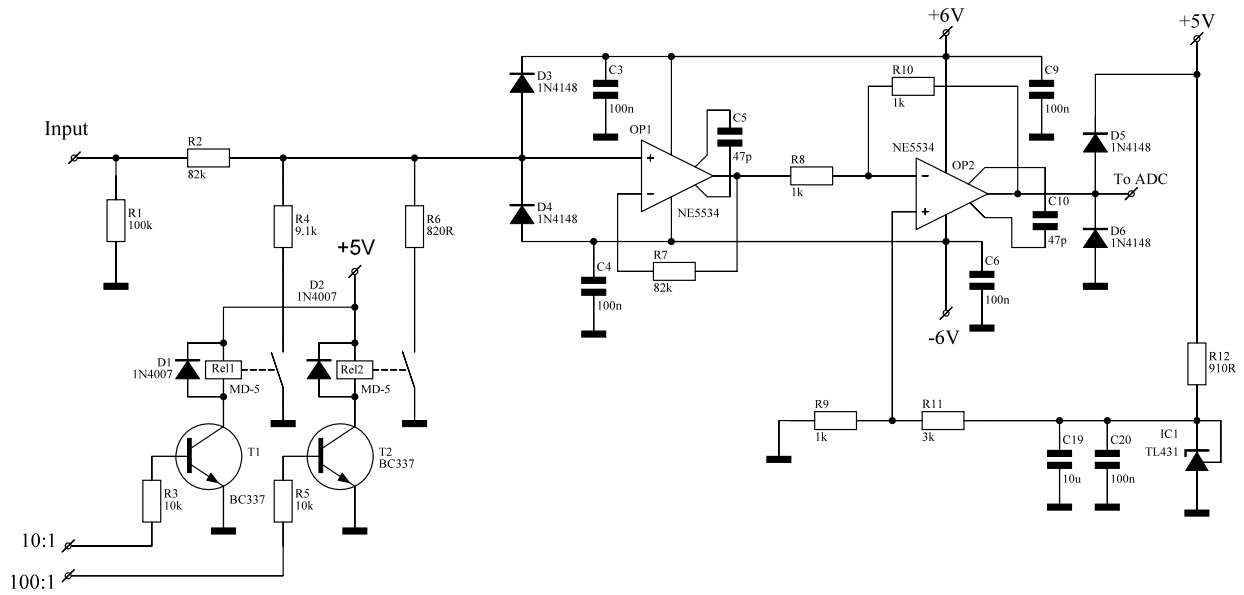 +6V
+5V
D3
1N4148
C3
100n
C9
100n
R10
1k
Input
R2
82k
OP1
C5
47p
NE5534
OP2
D5
1N4148
R8
1k
To ADC
R1
100k
R4
9.1k
R6
820R
D4
1N4148
NE5534
C10
47p
D6
1N4148
+5V
R7
82k
C4
100n
C6
100n
D2
1N4007
-6V
D1
1N4007
Rel1
MD-5
Rel2
MD-5
R12
910R
R9
1k
R11
3k
T1
BC337
T2
BC337
C19
10u
C20
100n
IC1
TL431
R3
10k
R5
10k
10:1
100:1